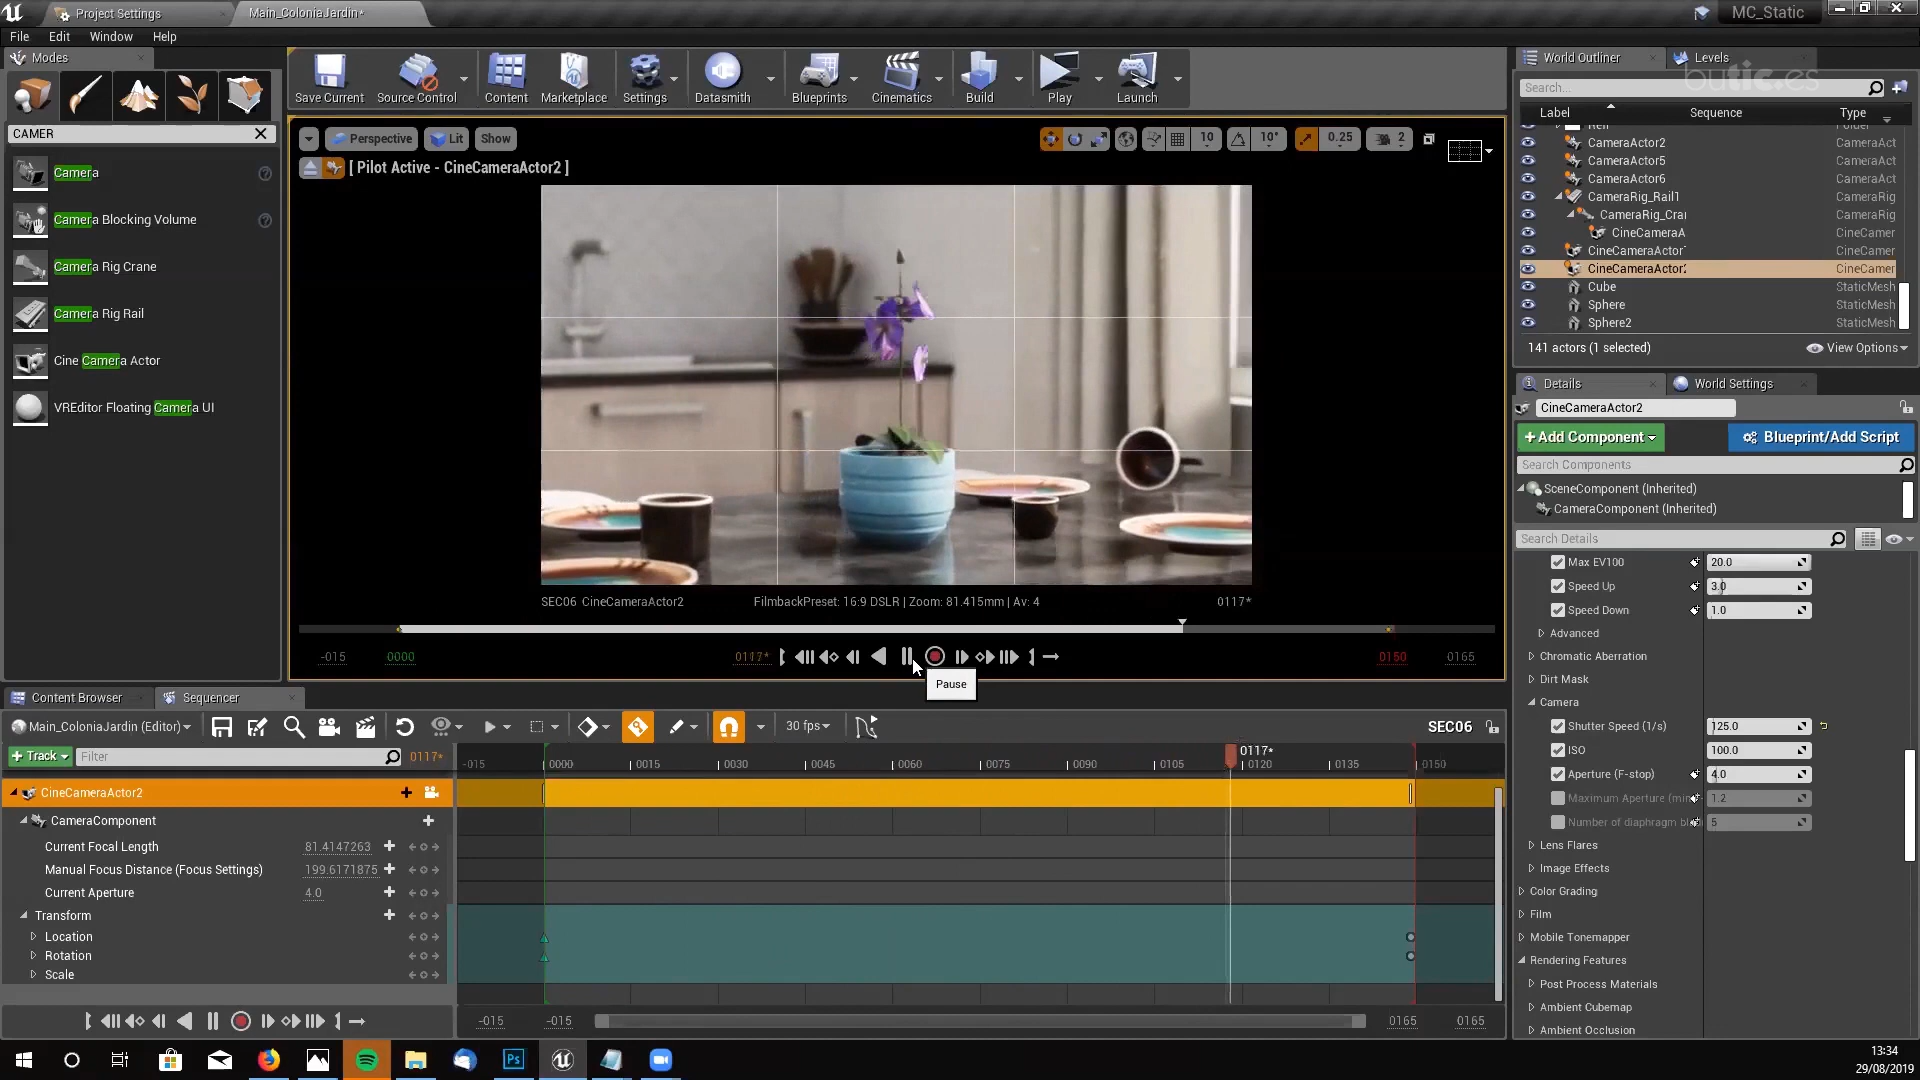 Project Settings
Main_ColoniaJardin*
MC_Static
File Edit Window Help
Modes
CAMER
Camera
Camera Blocking Volume
Camera Rig Crane
Camera Rig Rail
Cine Camera Actor
VREditor Floating Camera UI
Save Current
Source Control
Content
Marketplace
Settings
Datasmith
Blueprints
Cinematics
Build
Play
Launch
Perspective Lit Show
10 10° 0.25 2
[ Pilot Active - CineCameraActor2 ]
SEC06 CineCameraActor2
FilmbackPreset: 16:9 DSLR | Zoom: 81.415mm | Av: 4
0117*
-015 0000 0117* 0150 0165
Pause
World Outliner
Levels
butic.es
Search...
Label Sequence Type
CameraActor2 CameraAct
CameraActor5 CameraAct
CameraActor6 CameraAct
CameraRig_Rail1 CameraRig
CameraRig_Crar CameraRig
CineCameraA CineCamer
CineCameraActor CineCamer
CineCameraActor2 CineCamer
Cube StaticMesh
Sphere StaticMesh
Sphere2 StaticMesh
141 actors (1 selected)
View Options
Details
World Settings
CineCameraActor2
+Add Component
Blueprint/Add Script
Search Components
SceneComponent (Inherited)
CameraComponent (Inherited)
Search Details
Max EV100 20.0
Speed Up 3.0
Speed Down 1.0
Advanced
Chromatic Aberration
Dirt Mask
Camera
Shutter Speed (1/s) 125.0
ISO 100.0
Aperture (F-stop) 4.0
Maximum Aperture (min 1.2
Number of diaphragm bl 5
Lens Flares
Image Effects
Color Grading
Film
Mobile Tonemapper
Rendering Features
Post Process Materials
Ambient Cubemap
Ambient Occlusion
Content Browser
Sequencer
Main_ColoniaJardin (Editor)
30 fps
SEC06
+ Track
Filter
0117*
-015 0000 0015 0030 0045 0060 0075 0090 0105 0120 0135 0150
0117*
CineCameraActor2
CameraComponent
Current Focal Length 81.4147263
Manual Focus Distance (Focus Settings) 199.6171875
Current Aperture 4.0
Transform
Location
Rotation
Scale
-015 -015 0165 0165
Ps
13:34
29/08/2019